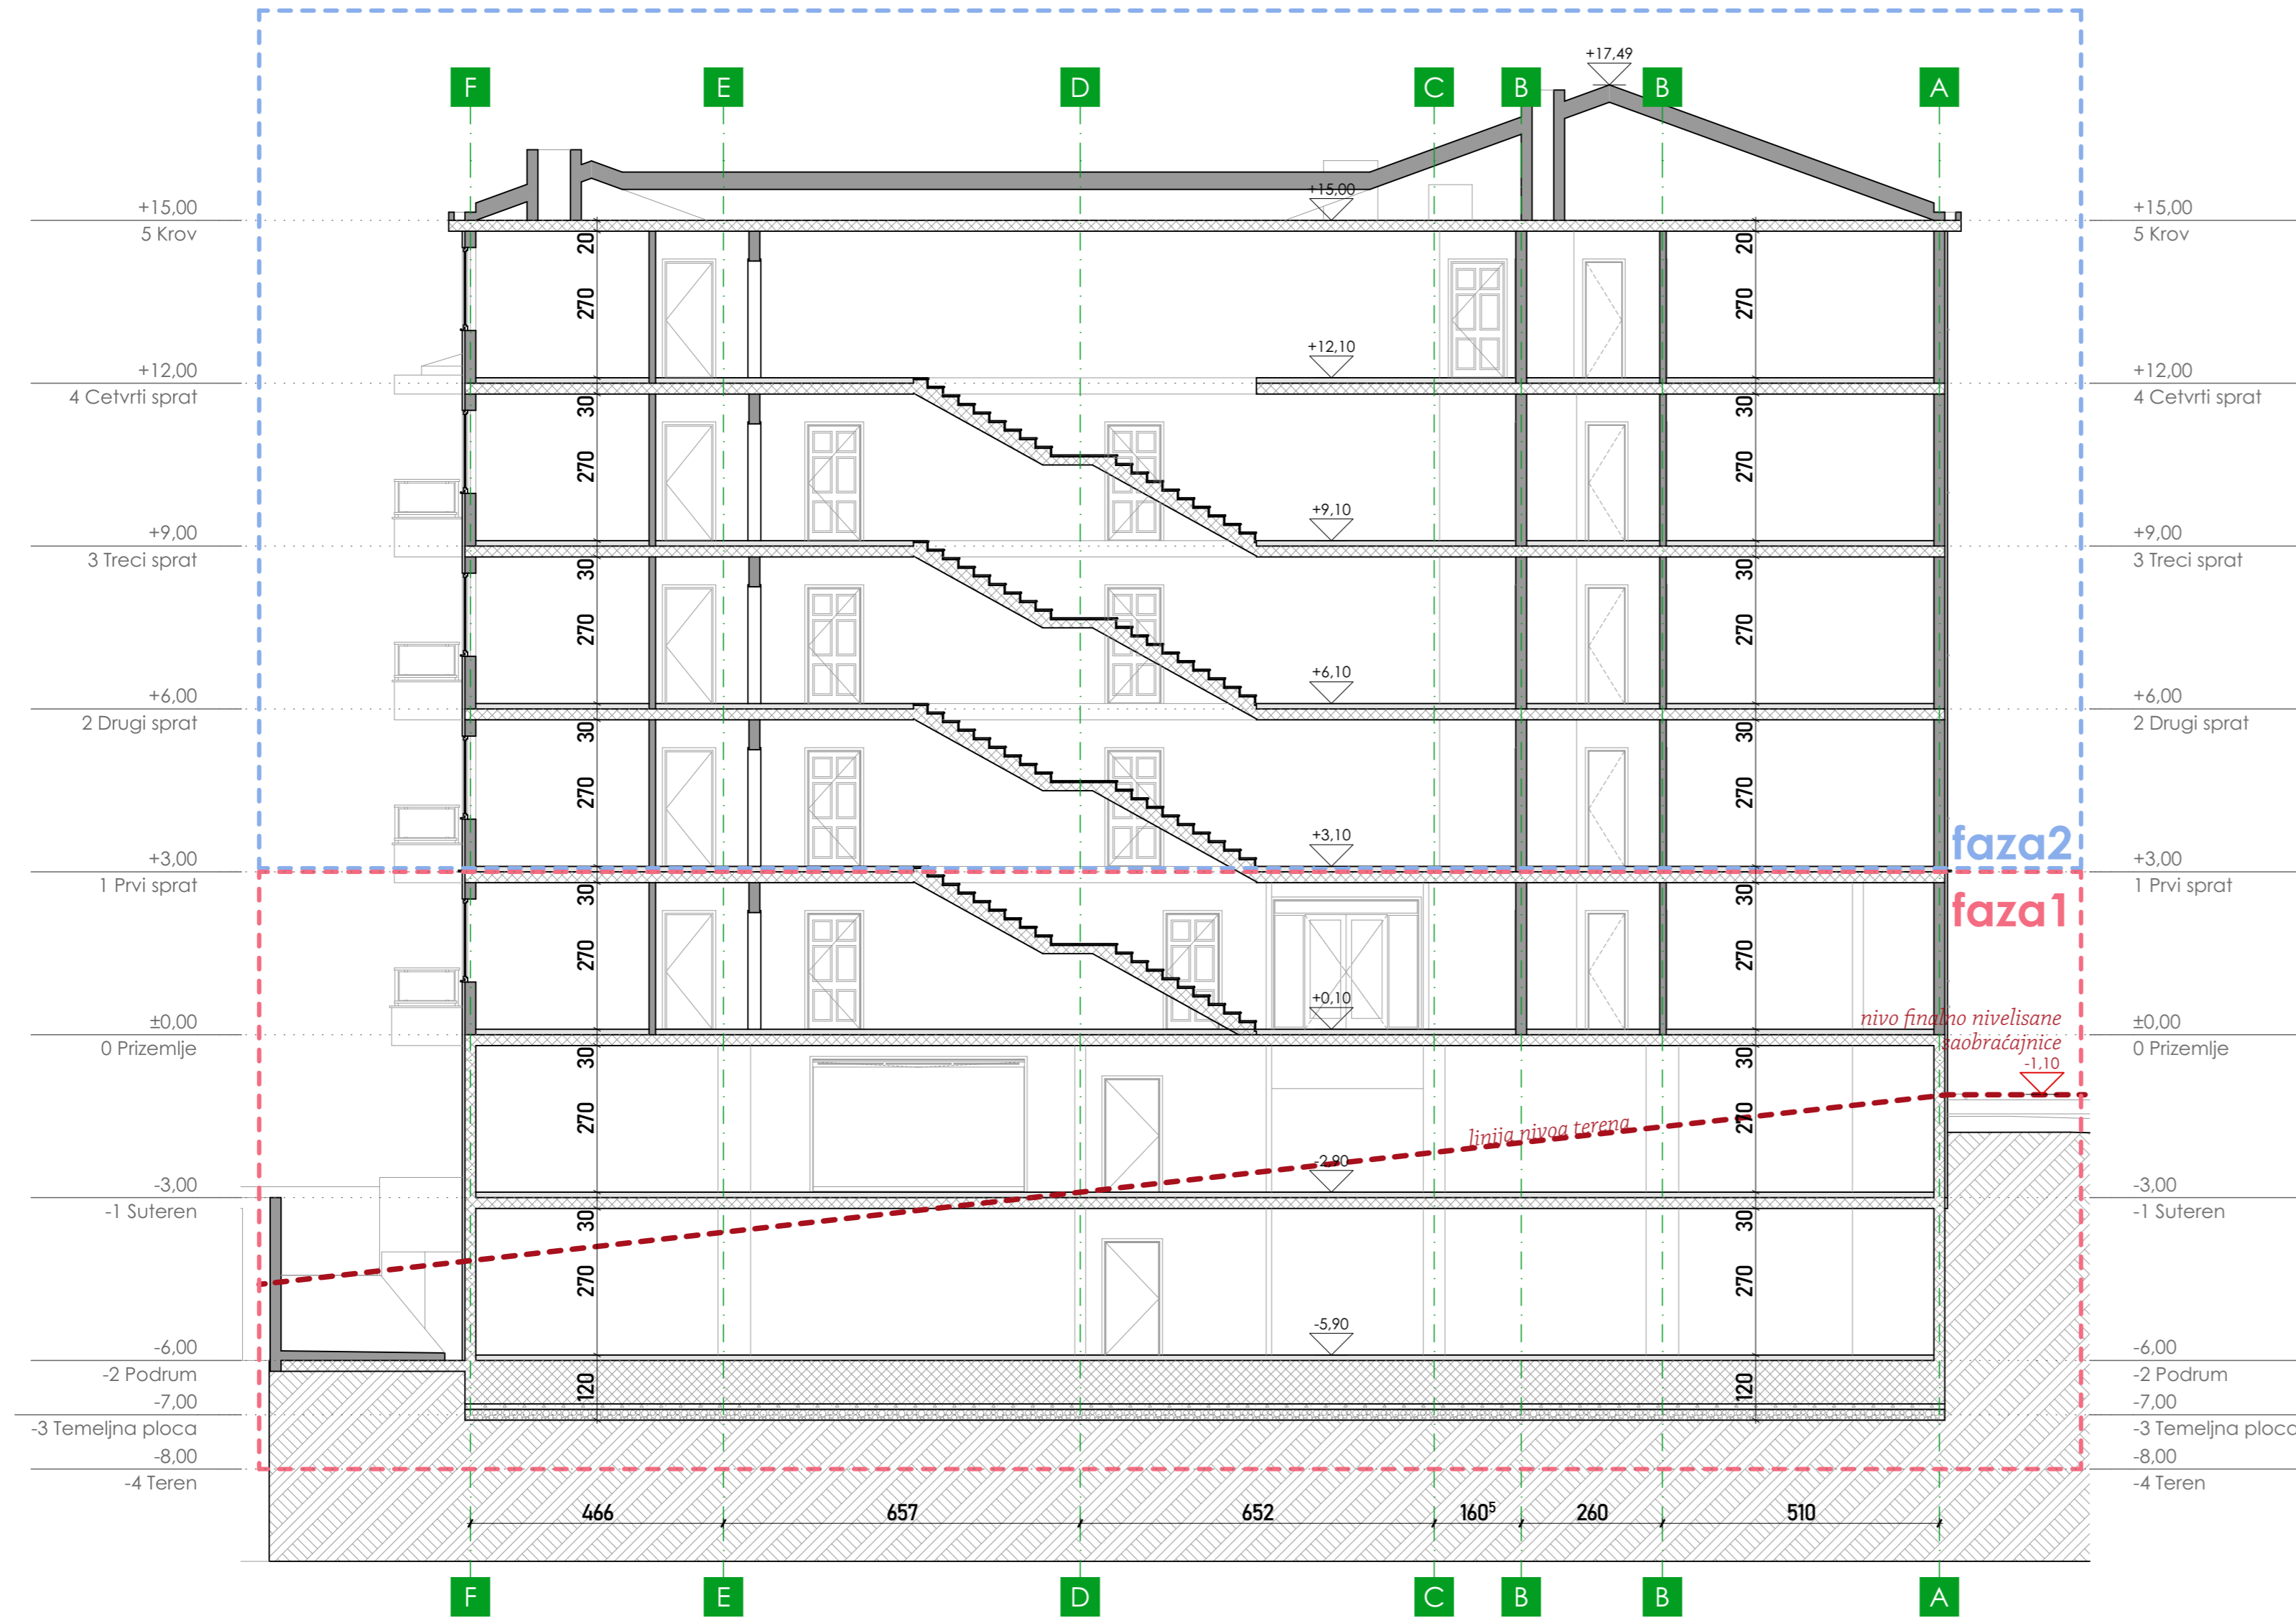 +17,49
F E D C B B A
+15,00
+15,00
5 Krov
+15,00
5 Krov
20
20
270
270
+12,10
+12,00
4 Cetvrti sprat
+12,00
4 Cetvrti sprat
30
30
270
270
+9,10
+9,00
3 Treci sprat
+9,00
3 Treci sprat
30
30
270
270
+6,10
+6,00
2 Drugi sprat
+6,00
2 Drugi sprat
30
30
270
270
+3,10
faza2
+3,00
1 Prvi sprat
+3,00
1 Prvi sprat
faza1
30
30
270
270
+0,10
nivo finalno nivelisane
zaobraćajnice
-1,10
±0,00
0 Prizemlje
±0,00
0 Prizemlje
30
30
270
270
linija nivoa terena
-2,90
-3,00
-1 Suteren
-3,00
-1 Suteren
30
30
270
270
-5,90
-6,00
-2 Podrum
-6,00
-2 Podrum
120
120
-7,00
-3 Temeljna ploca
-7,00
-3 Temeljna ploca
-8,00
-4 Teren
-8,00
-4 Teren
466 657 652 160⁵ 260 510
F E D C B B A